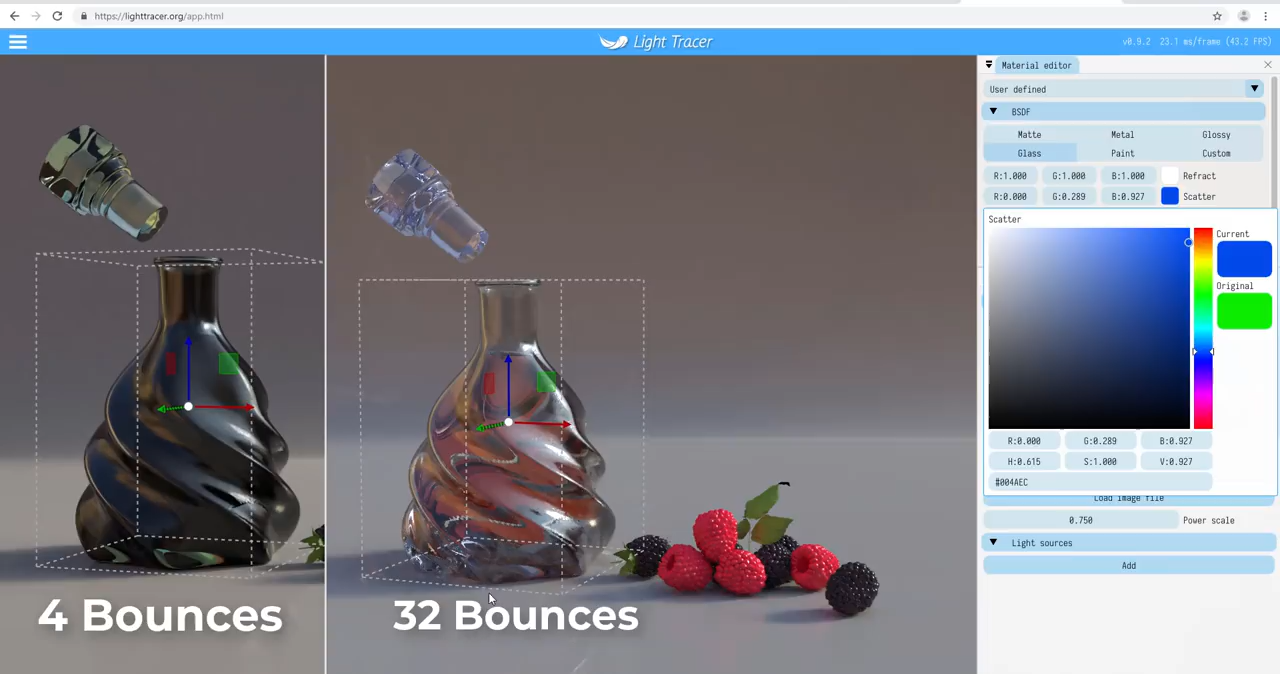 https://lighttracer.org/app.html
Light Tracer
v0.9.2 23.1 ms/frame (43.2 FPS)
Material editor
User defined
BSDF
Matte Metal Glossy
Glass Paint Custom
R:1.000 G:1.000 B:1.000 Refract
R:0.000 G:0.289 B:0.927 Scatter
Scatter
Current
Original
R:0.000 G:0.289 B:0.927
H:0.615 S:1.000 V:0.927
#004AEC
Load image file
0.750 Power scale
Light sources
Add
4 Bounces
32 Bounces